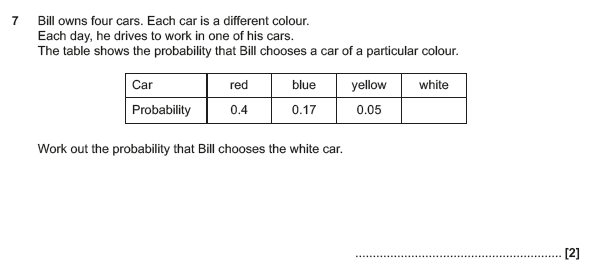 7 Bill owns four cars. Each car is a different colour.
Each day, he drives to work in one of his cars.
The table shows the probability that Bill chooses a car of a particular colour.
Car red blue yellow white
Probability 0.4 0.17 0.05
Work out the probability that Bill chooses the white car.
........................................................... [2]